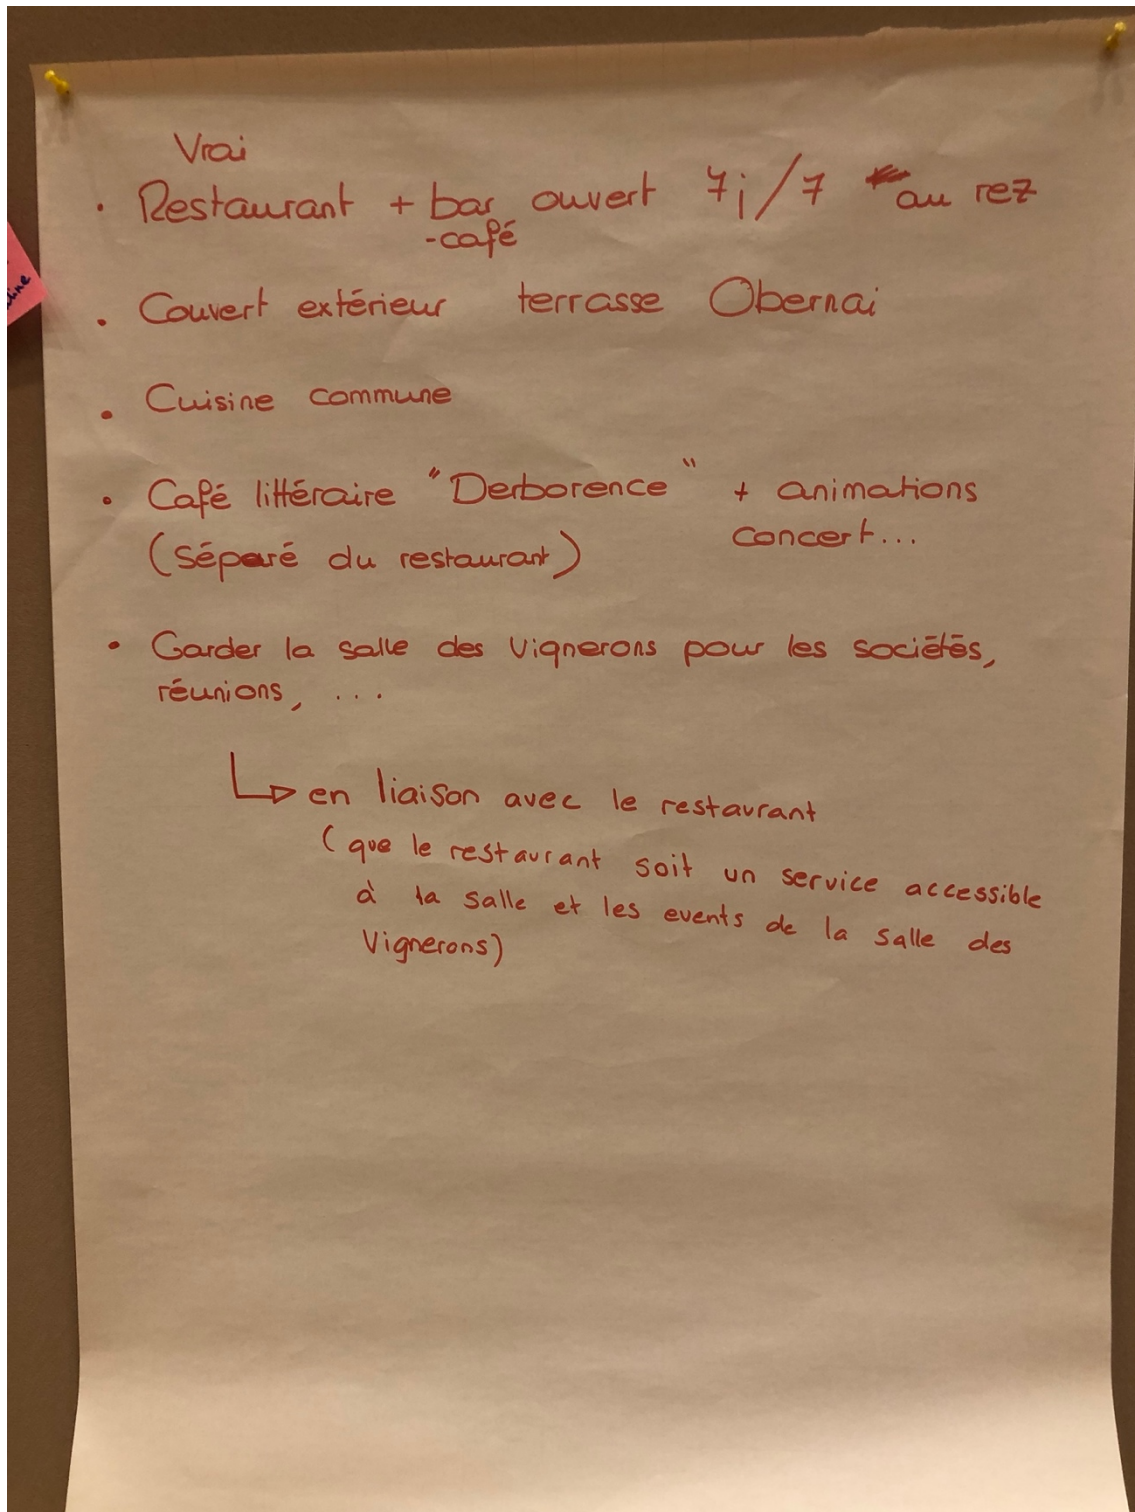 Vrai
• Restaurant + bar ouvert 7j/7 au rez
-café
• Couvert extérieur terrasse Obernai
• Cuisine commune
• Café littéraire "Derborence" + animations
(séparé du restaurant) concert...
• Garder la salle des Vignerons pour les sociétés,
réunions, ...
en liaison avec le restaurant
(que le restaurant soit un service accessible
à la salle et les events de la salle des
Vignerons)